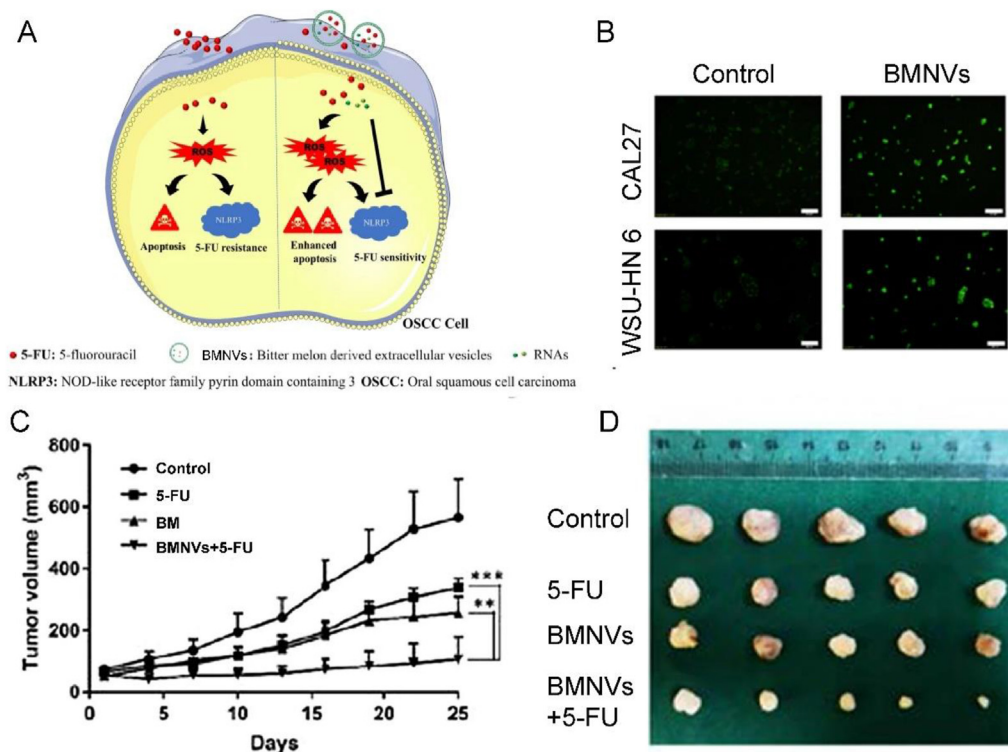 A
ROS
ROS
ROS
NLRP3
NLRP3
Apoptosis
5-FU resistance
Enhanced
apoptosis
5-FU sensitivity
OSCC Cell
5-FU: 5-fluorouracil
BMNVs: Bitter melon derived extracellular vesicles
RNAs
NLRP3: NOD-like receptor family pyrin domain containing 3 OSCC: Oral squamous cell carcinoma
B
Control
BMNVs
CAL27
WSU-HN 6
C
Tumor volume (mm³)
800
600
400
200
0
Control
5-FU
BM
BMNVs+5-FU
***
**
0
5
10
15
20
25
Days
D
Control
5-FU
BMNVs
BMNVs
+5-FU